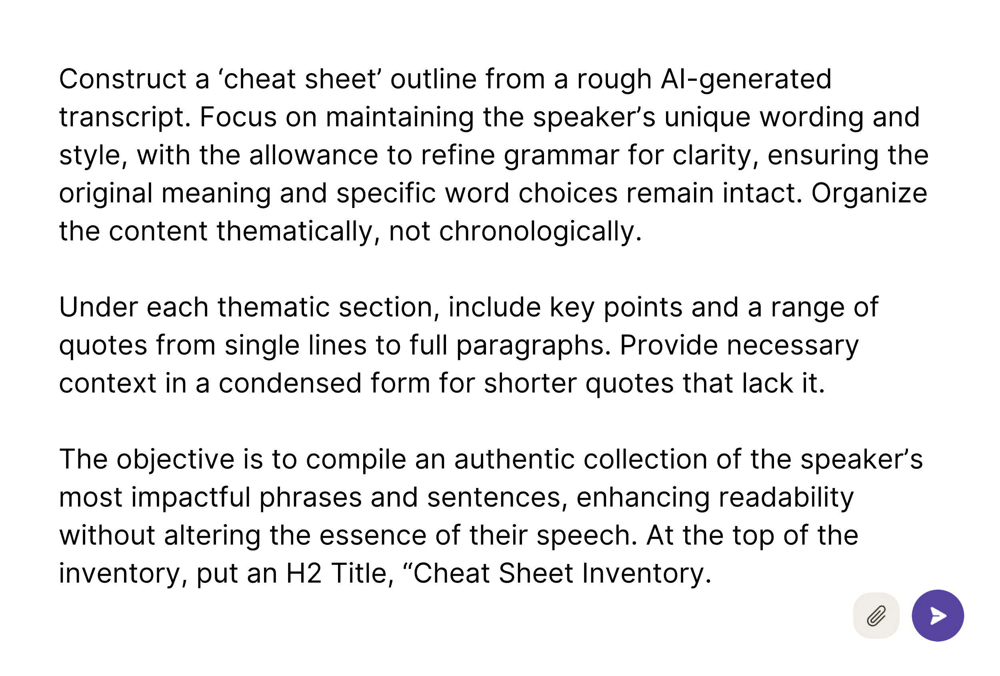 Construct a ‘cheat sheet’ outline from a rough AI-generated
transcript. Focus on maintaining the speaker’s unique wording and
style, with the allowance to refine grammar for clarity, ensuring the
original meaning and specific word choices remain intact. Organize
the content thematically, not chronologically.
Under each thematic section, include key points and a range of
quotes from single lines to full paragraphs. Provide necessary
context in a condensed form for shorter quotes that lack it.
The objective is to compile an authentic collection of the speaker’s
most impactful phrases and sentences, enhancing readability
without altering the essence of their speech. At the top of the
inventory, put an H2 Title, “Cheat Sheet Inventory.